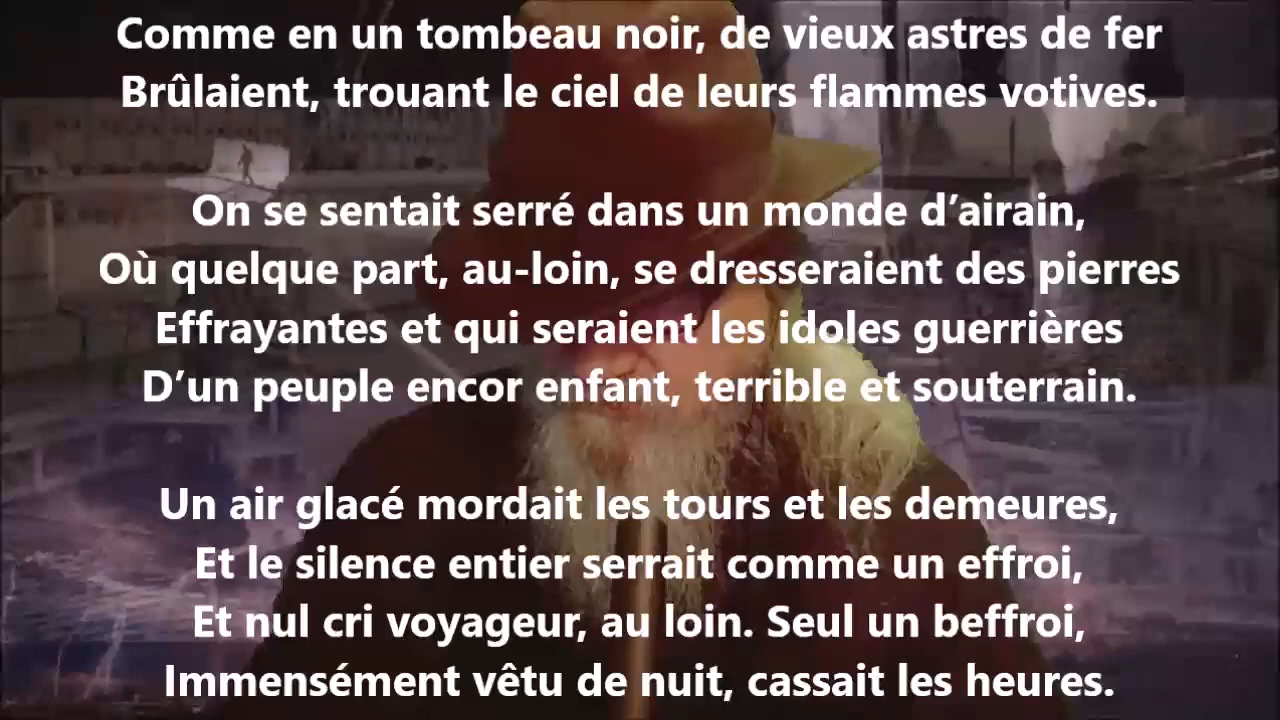 Comme en un tombeau noir, de vieux astres de fer
Brûlaient, trouant le ciel de leurs flammes votives.
On se sentait serré dans un monde d’airain,
Où quelque part, au-loin, se dresseraient des pierres
Effrayantes et qui seraient les idoles guerrières
D’un peuple encor enfant, terrible et souterrain.
Un air glacé mordait les tours et les demeures,
Et le silence entier serrait comme un effroi,
Et nul cri voyageur, au loin. Seul un beffroi,
Immensément vêtu de nuit, cassait les heures.